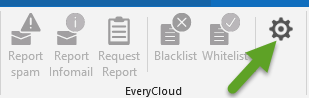 Report Report Request Blacklist Whitelist
spam Infomail Report
EveryCloud